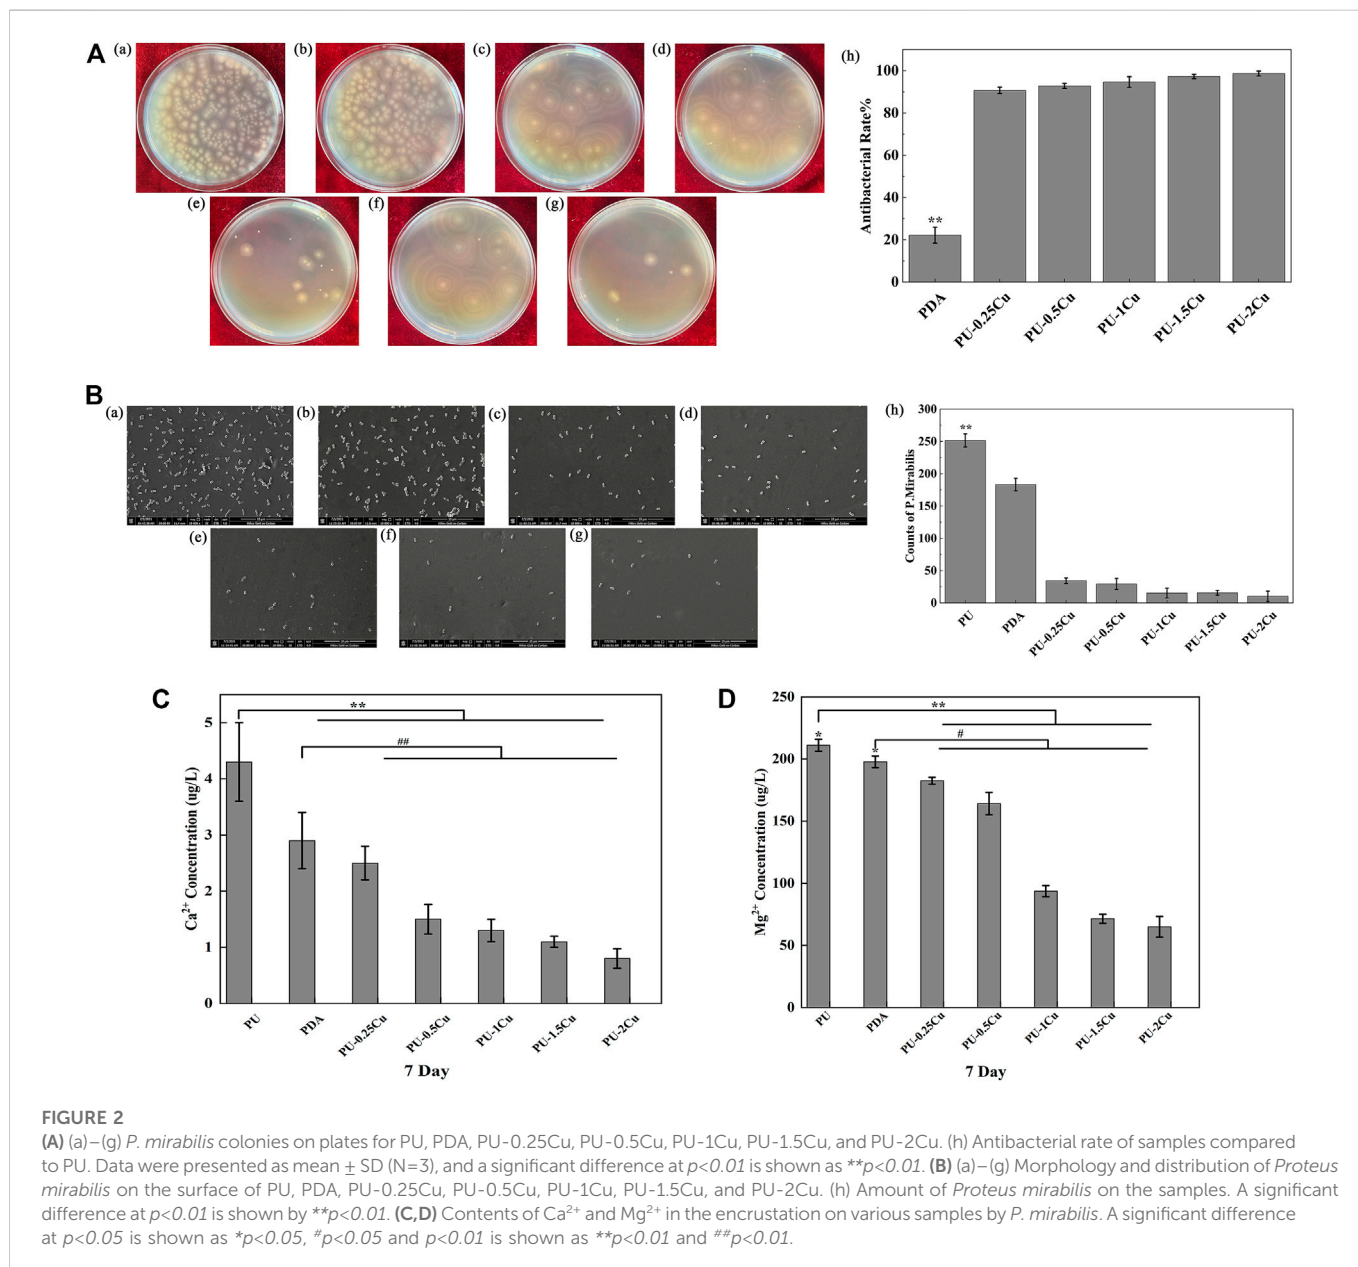 A
(a)
(b)
(c)
(d)
(e)
(f)
(g)
(h)
Antibacterial Rate%
100
80
60
40
20
0
**
PDA
PU-0.25Cu
PU-0.5Cu
PU-1Cu
PU-1.5Cu
PU-2Cu
B
(a)
(b)
(c)
(d)
(e)
(f)
(g)
(h)
Counts of P.Mirabilis
300
250
200
150
100
50
0
**
PU
PDA
PU-0.25Cu
PU-0.5Cu
PU-1Cu
PU-1.5Cu
PU-2Cu
C
Ca²⁺ Concentration (ug/L)
5
4
3
2
1
0
**
##
PU
PDA
PU-0.25Cu
PU-0.5Cu
PU-1Cu
PU-1.5Cu
PU-2Cu
7 Day
D
Mg²⁺ Concentration (ug/L)
250
200
150
100
50
0
**
#
*
*
PU
PDA
PU-0.25Cu
PU-0.5Cu
PU-1Cu
PU-1.5Cu
PU-2Cu
7 Day
FIGURE 2
(A) (a)–(g) P. mirabilis colonies on plates for PU, PDA, PU-0.25Cu, PU-0.5Cu, PU-1Cu, PU-1.5Cu, and PU-2Cu. (h) Antibacterial rate of samples compared
to PU. Data were presented as mean ± SD (N=3), and a significant difference at p<0.01 is shown as **p<0.01. (B) (a)–(g) Morphology and distribution of Proteus
mirabilis on the surface of PU, PDA, PU-0.25Cu, PU-0.5Cu, PU-1Cu, PU-1.5Cu, and PU-2Cu. (h) Amount of Proteus mirabilis on the samples. A significant
difference at p<0.01 is shown by **p<0.01. (C,D) Contents of Ca²⁺ and Mg²⁺ in the encrustation on various samples by P. mirabilis. A significant difference
at p<0.05 is shown as *p<0.05, #p<0.05 and p<0.01 is shown as **p<0.01 and ##p<0.01.